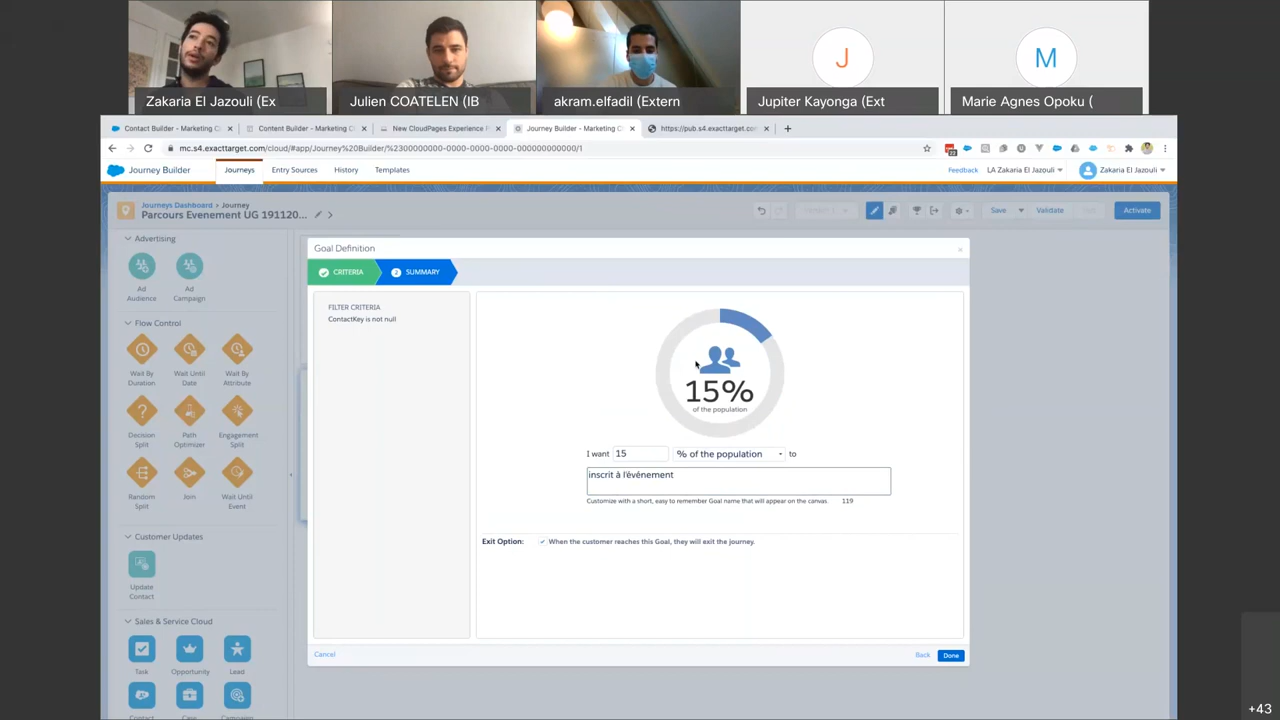 Zakaria El Jazouli (Ex
Julien COATELEN (IB
akram.elfadil (Extern
J
Jupiter Kayonga (Ext
M
Marie Agnes Opoku (
Contact Builder - Marketing C
Content Builder - Marketing C
New CloudPages Experience
Journey Builder - Marketing C
https://pub.s4.exacttarget.co
mc.s4.exacttarget.com/cloud/#app/Journey%20Builder/%2300000000-0000-0000-0000-000000000000/1
Journey Builder
Journeys
Entry Sources
History
Templates
Feedback
LA Zakaria El Jazouli
Zakaria El Jazouli
Journeys Dashboard › Journey
Parcours Evenement UG 191120...
Save
Validate
Activate
Advertising
Ad Audience
Ad Campaign
Flow Control
Wait By Duration
Wait Until Date
Wait By Attribute
Decision Split
Path Optimizer
Engagement Split
Random Split
Join
Wait Until Event
Customer Updates
Update Contact
Sales & Service Cloud
Task
Opportunity
Lead
Contact
Case
Campaign
Goal Definition
CRITERIA
2 SUMMARY
FILTER CRITERIA
ContactKey is not null
15%
of the population
I want 15 % of the population to
inscrit à l'événement
Customize with a short, easy to remember Goal name that will appear on the canvas. 119
Exit Option: When the customer reaches this Goal, they will exit the journey.
Cancel
Back
Done
+43